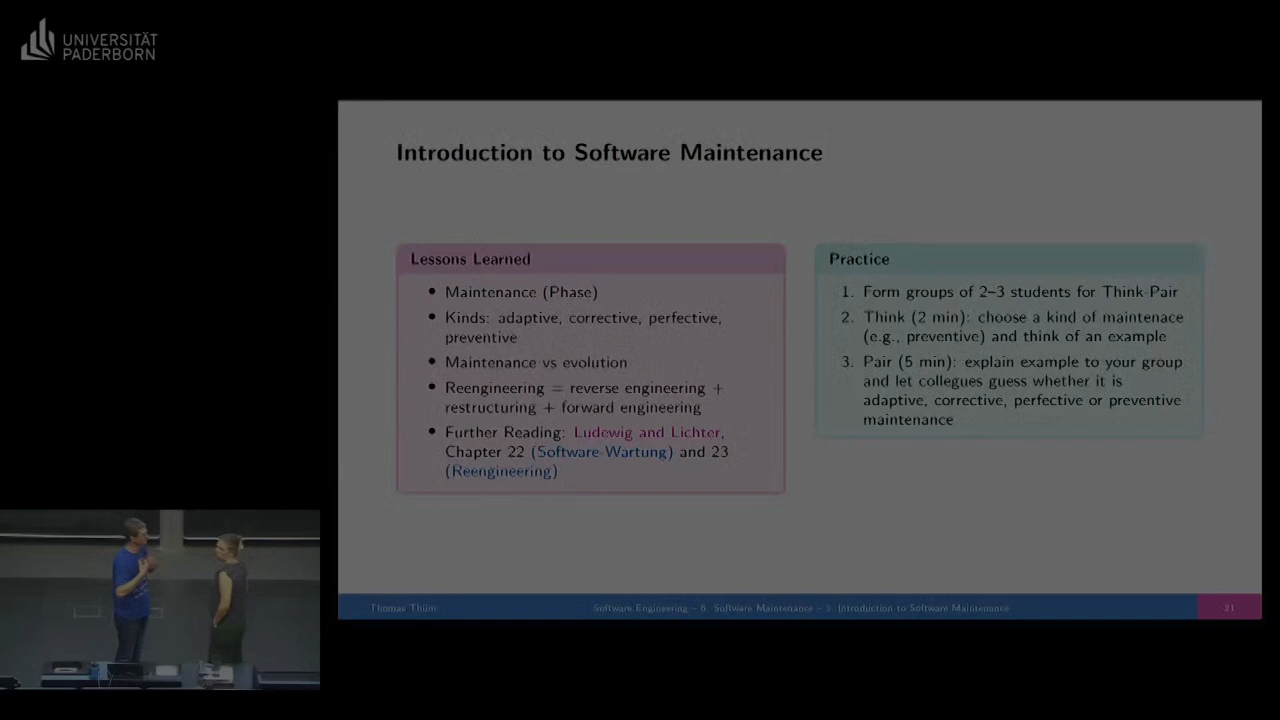 UNIVERSITÄT
PADERBORN
Introduction to Software Maintenance
Lessons Learned
• Maintenance (Phase)
• Kinds: adaptive, corrective, perfective,
preventive
• Maintenance vs evolution
• Reengineering = reverse engineering +
restructuring + forward engineering
• Further Reading: Ludewig and Lichter,
Chapter 22 (Software-Wartung) and 23
(Reengineering)
Practice
1. Form groups of 2–3 students for Think-Pair
2. Think (2 min): choose a kind of maintenace
(e.g., preventive) and think of an example
3. Pair (5 min): explain example to your group
and let collegues guess whether it is
adaptive, corrective, perfective or preventive
maintenance
Thomas Thüm
Software Engineering – 6. Software Maintenance – 2. Introduction to Software Maintenance
21